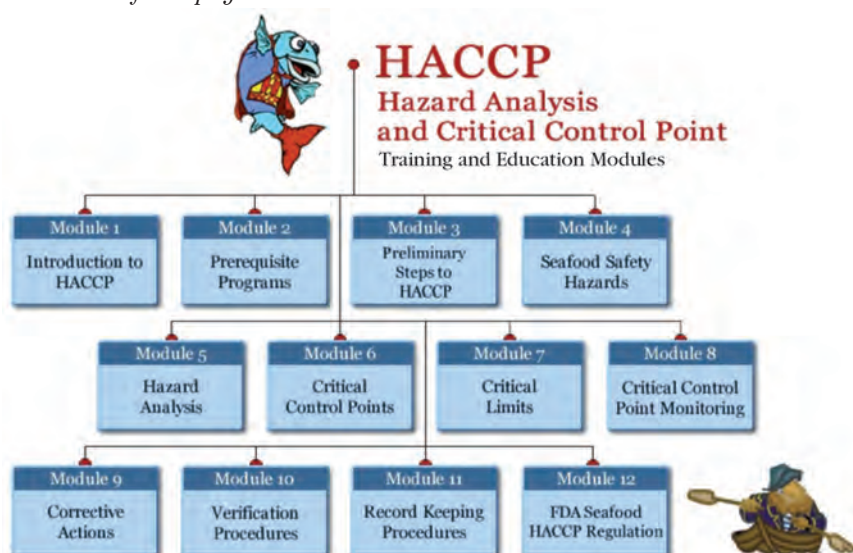 HACCP
Hazard Analysis
and Critical Control Point
Training and Education Modules
Module 1
Introduction to
HACCP
Module 2
Prerequisite
Programs
Module 3
Preliminary
Steps to
HACCP
Module 4
Seafood Safety
Hazards
Module 5
Hazard
Analysis
Module 6
Critical
Control Points
Module 7
Critical
Limits
Module 8
Critical Control
Point Monitoring
Module 9
Corrective
Actions
Module 10
Verification
Procedures
Module 11
Record Keeping
Procedures
Module 12
FDA Seafood
HACCP Regulation